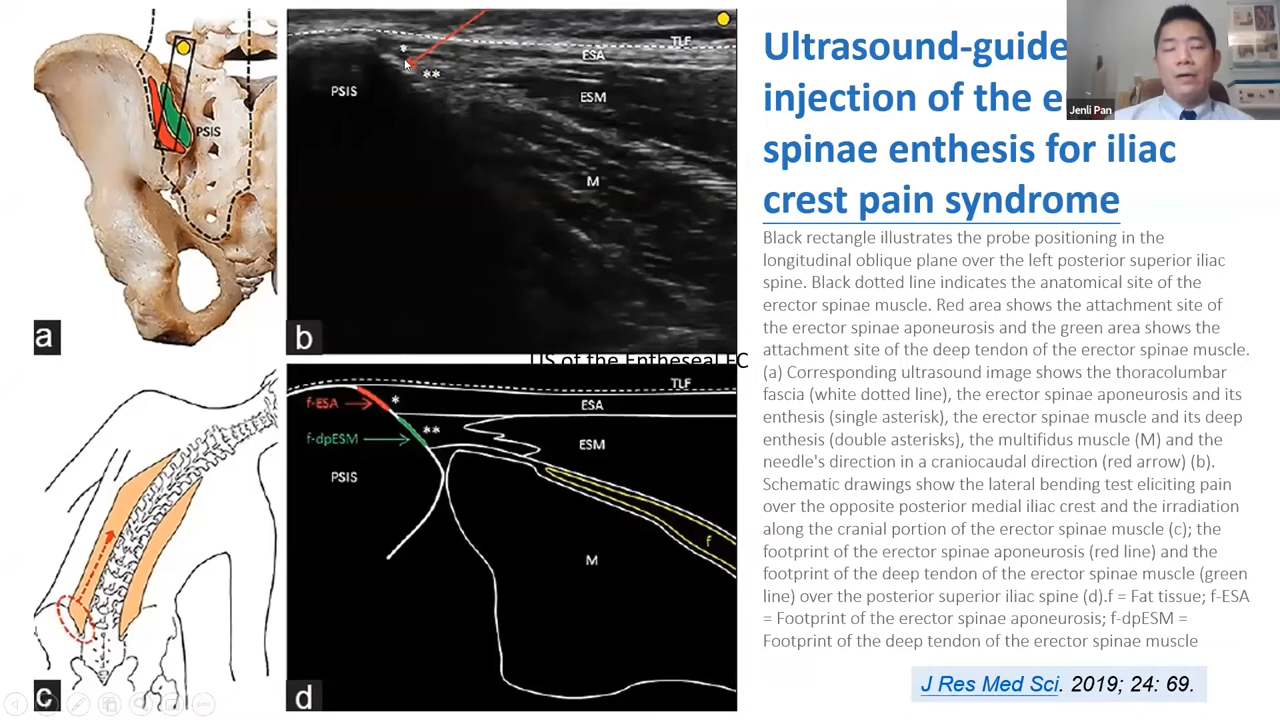 PSIS
a
TLF
ESA
*
**
PSIS
ESM
M
b
US of the Entheseal FC
c
TLF
f-ESA
*
ESA
**
f-dpESM
ESM
PSIS
f
M
d
Ultrasound-guide
injection of the e
spinae enthesis for iliac
crest pain syndrome
Jenli Pan
Black rectangle illustrates the probe positioning in the
longitudinal oblique plane over the left posterior superior iliac
spine. Black dotted line indicates the anatomical site of the
erector spinae muscle. Red area shows the attachment site of
the erector spinae aponeurosis and the green area shows the
attachment site of the deep tendon of the erector spinae muscle.
(a) Corresponding ultrasound image shows the thoracolumbar
fascia (white dotted line), the erector spinae aponeurosis and its
enthesis (single asterisk), the erector spinae muscle and its deep
enthesis (double asterisks), the multifidus muscle (M) and the
needle's direction in a craniocaudal direction (red arrow) (b).
Schematic drawings show the lateral bending test eliciting pain
over the opposite posterior medial iliac crest and the irradiation
along the cranial portion of the erector spinae muscle (c); the
footprint of the erector spinae aponeurosis (red line) and the
footprint of the deep tendon of the erector spinae muscle (green
line) over the posterior superior iliac spine (d).f = Fat tissue; f-ESA
= Footprint of the erector spinae aponeurosis; f-dpESM =
Footprint of the deep tendon of the erector spinae muscle
J Res Med Sci. 2019; 24: 69.